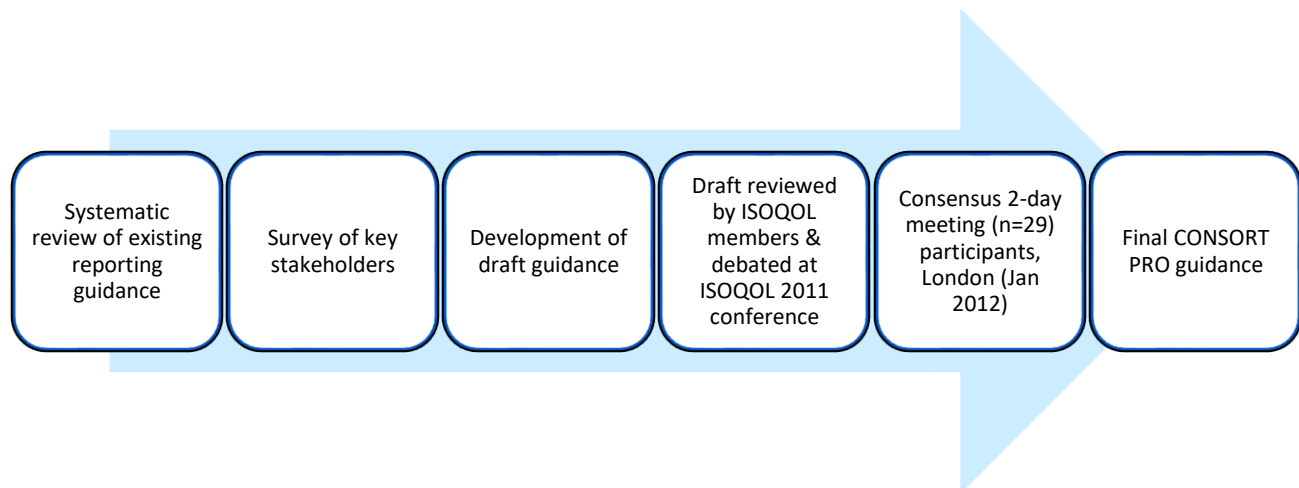 Systematic
review of existing
reporting
guidance
Survey of key
stakeholders
Development of
draft guidance
Draft reviewed
by ISOQOL
members &
debated at
ISOQOL 2011
conference
Consensus 2-day
meeting (n=29)
participants,
London (Jan
2012)
Final CONSORT
PRO guidance